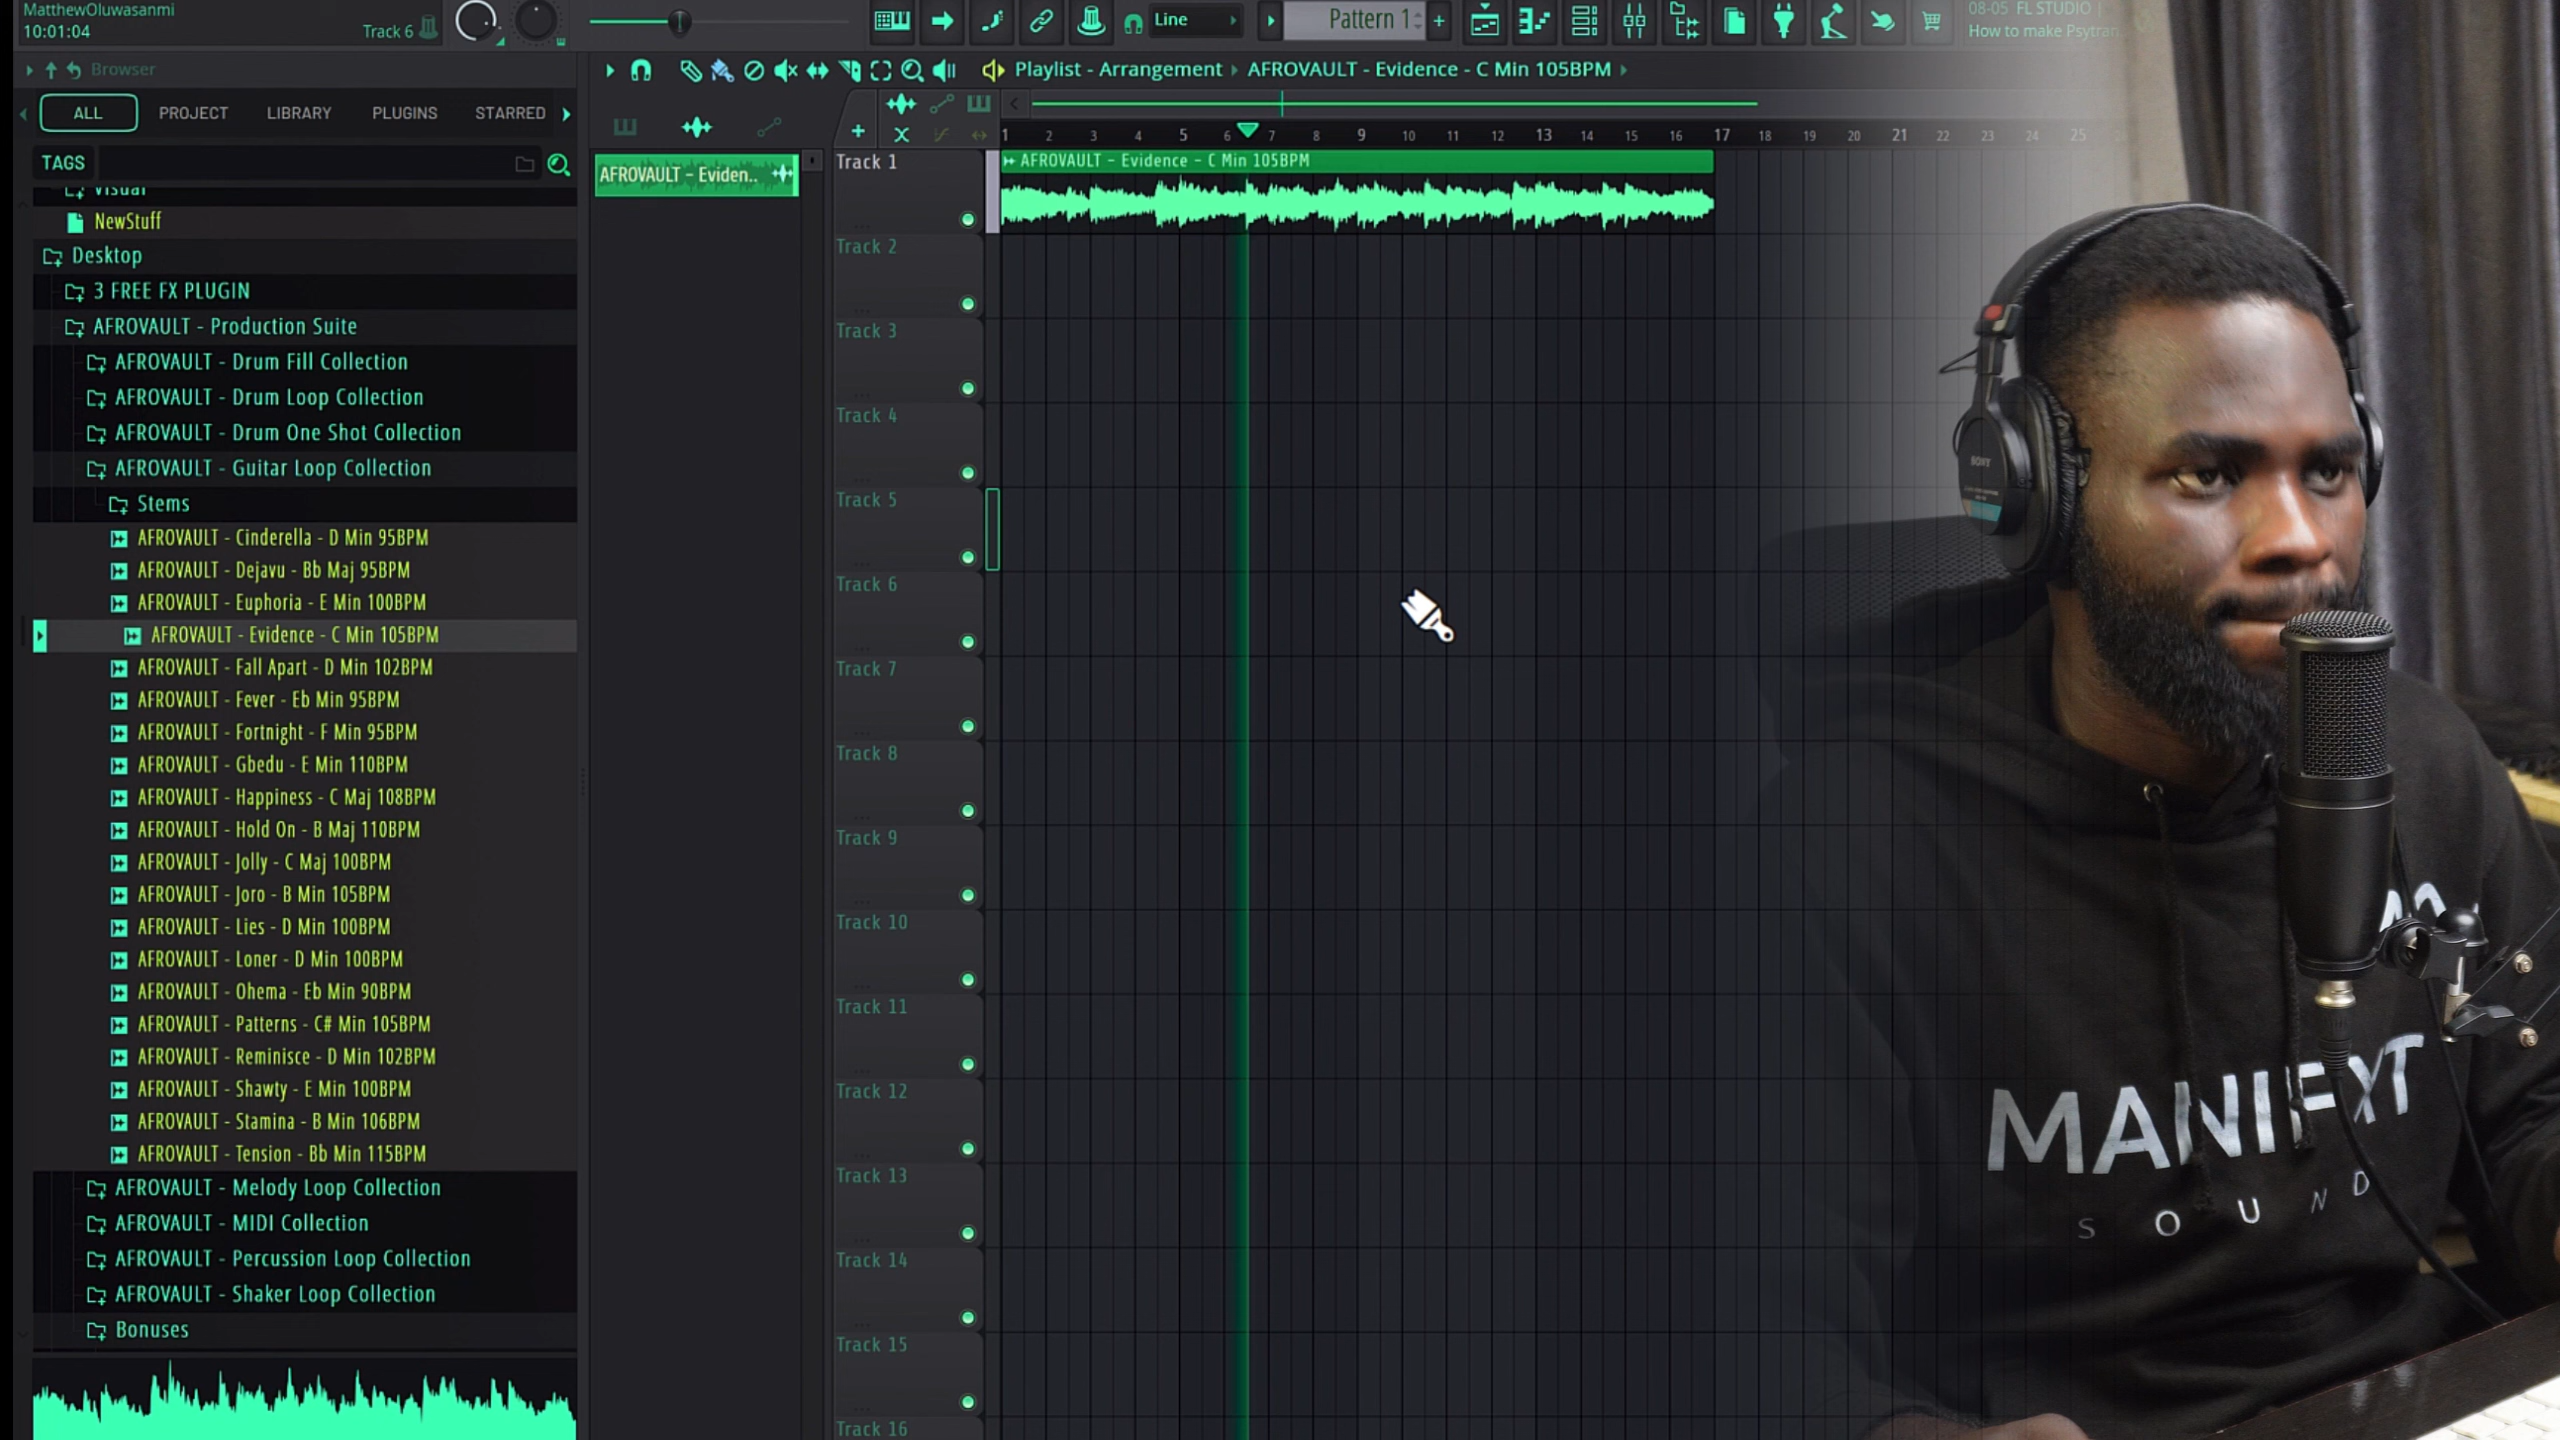 MatthewOluwasanmi
10:01:04
Track 6
Line
Pattern 1
08-05 FL STUDIO |
How to make Psytran
Browser
Playlist - Arrangement
AFROVAULT - Evidence - C Min 105BPM
ALL
PROJECT
LIBRARY
PLUGINS
STARRED
TAGS
1 2 3 4 5 6 7 8 9 10 11 12 13 14 15 16 17 18 19 20 21 22 23 24 25
AFROVAULT - Eviden..
AFROVAULT - Evidence - C Min 105BPM
Visual
NewStuff
Desktop
3 FREE FX PLUGIN
AFROVAULT - Production Suite
AFROVAULT - Drum Fill Collection
AFROVAULT - Drum Loop Collection
AFROVAULT - Drum One Shot Collection
AFROVAULT - Guitar Loop Collection
Stems
AFROVAULT - Cinderella - D Min 95BPM
AFROVAULT - Dejavu - Bb Maj 95BPM
AFROVAULT - Euphoria - E Min 100BPM
AFROVAULT - Evidence - C Min 105BPM
AFROVAULT - Fall Apart - D Min 102BPM
AFROVAULT - Fever - Eb Min 95BPM
AFROVAULT - Fortnight - F Min 95BPM
AFROVAULT - Gbedu - E Min 110BPM
AFROVAULT - Happiness - C Maj 108BPM
AFROVAULT - Hold On - B Maj 110BPM
AFROVAULT - Jolly - C Maj 100BPM
AFROVAULT - Joro - B Min 105BPM
AFROVAULT - Lies - D Min 100BPM
AFROVAULT - Loner - D Min 100BPM
AFROVAULT - Ohema - Eb Min 90BPM
AFROVAULT - Patterns - C# Min 105BPM
AFROVAULT - Reminisce - D Min 102BPM
AFROVAULT - Shawty - E Min 100BPM
AFROVAULT - Stamina - B Min 106BPM
AFROVAULT - Tension - Bb Min 115BPM
AFROVAULT - Melody Loop Collection
AFROVAULT - MIDI Collection
AFROVAULT - Percussion Loop Collection
AFROVAULT - Shaker Loop Collection
Bonuses
Track 1
Track 2
Track 3
Track 4
Track 5
Track 6
Track 7
Track 8
Track 9
Track 10
Track 11
Track 12
Track 13
Track 14
Track 15
Track 16
SONY
MANIFXT
SOUND